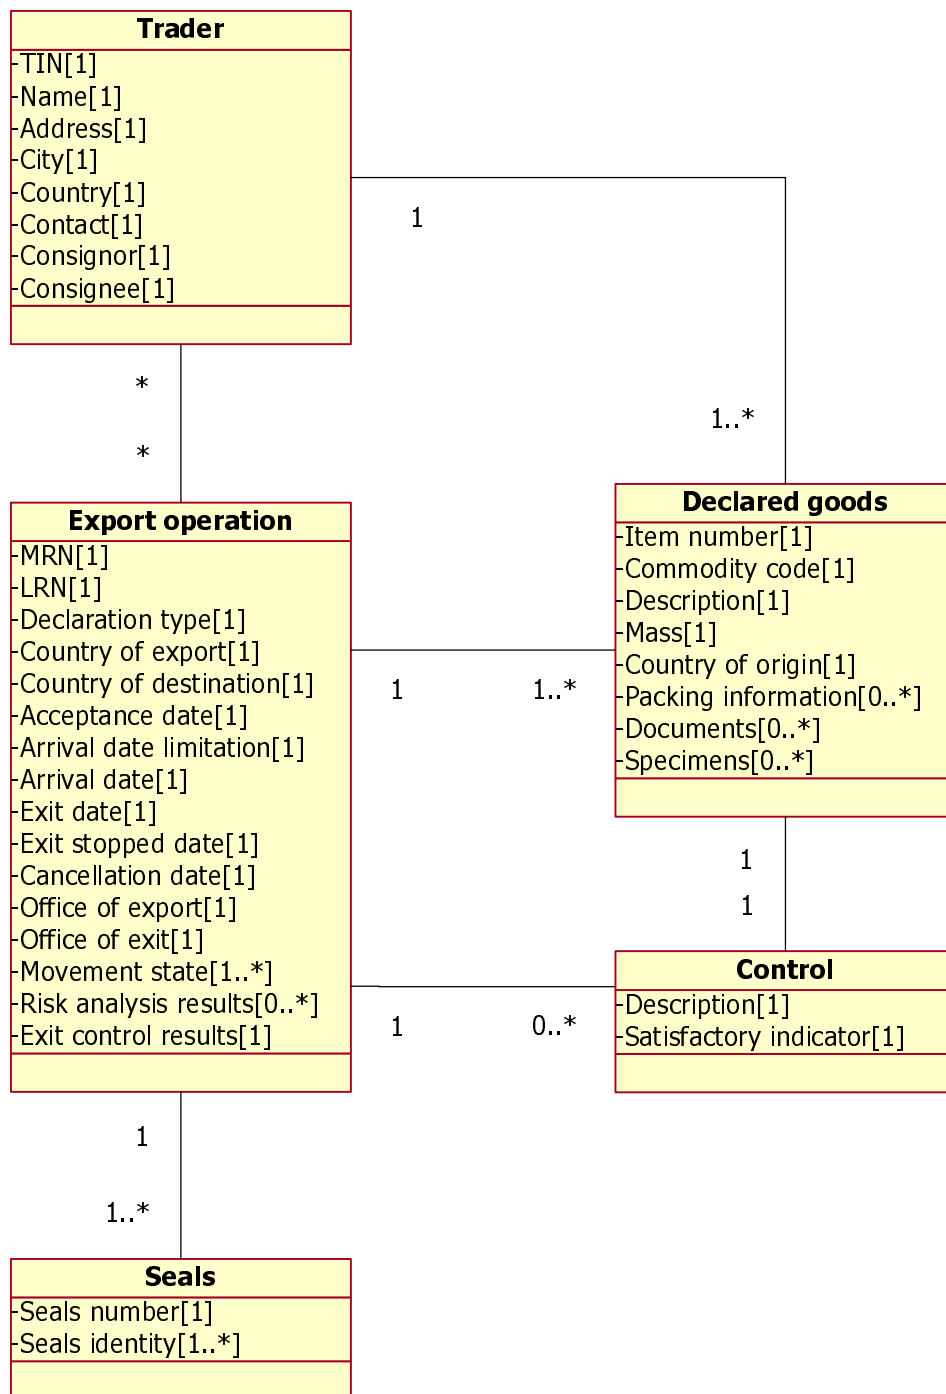 Trader
-TIN[1]
-Name[1]
-Address[1]
-City[1]
-Country[1]
-Contact[1]
-Consignor[1]
-Consignee[1]
1
1..*
*
*
Export operation
-MRN[1]
-LRN[1]
-Declaration type[1]
-Country of export[1]
-Country of destination[1]
-Acceptance date[1]
-Arrival date limitation[1]
-Arrival date[1]
-Exit date[1]
-Exit stopped date[1]
-Cancellation date[1]
-Office of export[1]
-Office of exit[1]
-Movement state[1..*]
-Risk analysis results[0..*]
-Exit control results[1]
1
1..*
Declared goods
-Item number[1]
-Commodity code[1]
-Description[1]
-Mass[1]
-Country of origin[1]
-Packing information[0..*]
-Documents[0..*]
-Specimens[0..*]
1
1
1
0..*
Control
-Description[1]
-Satisfactory indicator[1]
1
1..*
Seals
-Seals number[1]
-Seals identity[1..*]